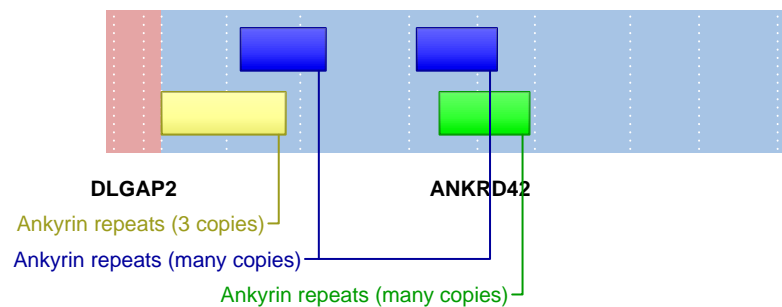 DLGAP2 ANKRD42
Ankyrin repeats (3 copies)
Ankyrin repeats (many copies)
Ankyrin repeats (many copies)